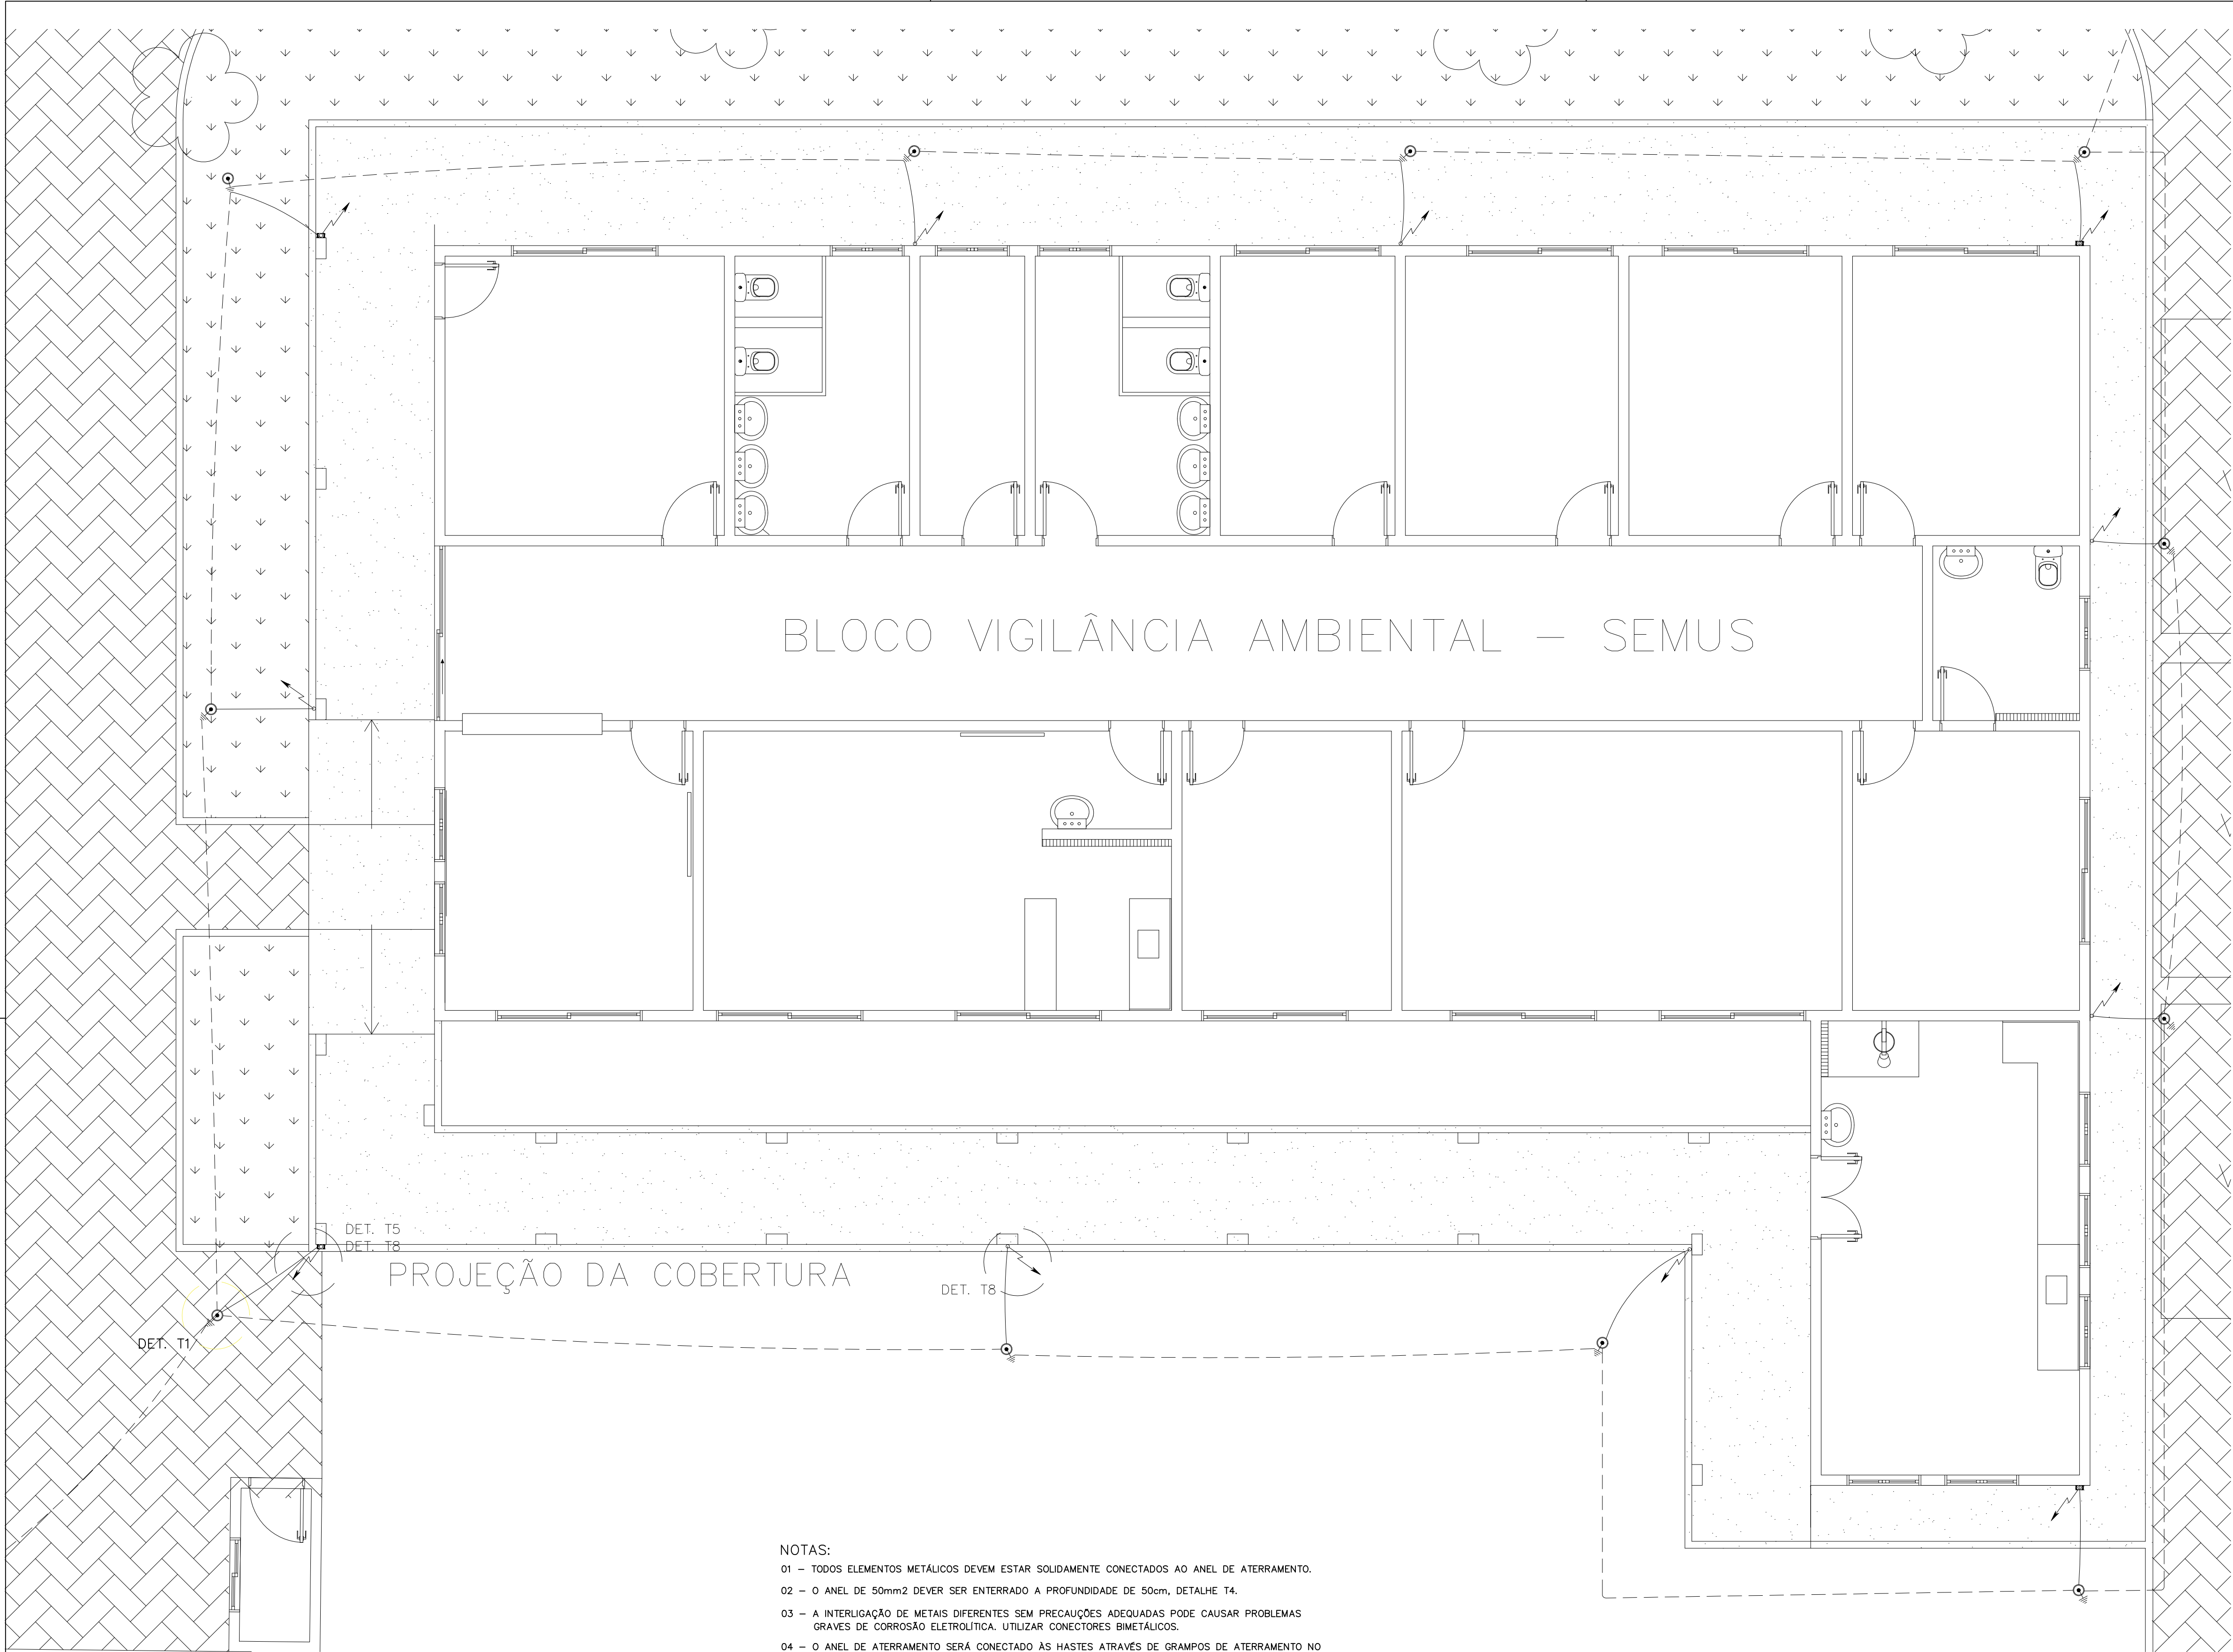 BLOCO VIGILÂNCIA AMBIENTAL – SEMUS
DET. T5
DET. T8
PROJEÇÃO DA COBERTURA
DET. T8
DET. T1
NOTAS:
01 – TODOS ELEMENTOS METÁLICOS DEVEM ESTAR SOLIDAMENTE CONECTADOS AO ANEL DE ATERRAMENTO.
02 – O ANEL DE 50mm2 DEVER SER ENTERRADO A PROFUNDIDADE DE 50cm, DETALHE T4.
03 – A INTERLIGAÇÃO DE METAIS DIFERENTES SEM PRECAUÇÕES ADEQUADAS PODE CAUSAR PROBLEMAS
GRAVES DE CORROSÃO ELETROLÍTICA. UTILIZAR CONECTORES BIMETÁLICOS.
04 – O ANEL DE ATERRAMENTO SERÁ CONECTADO ÀS HASTES ATRAVÉS DE GRAMPOS DE ATERRAMENTO NO